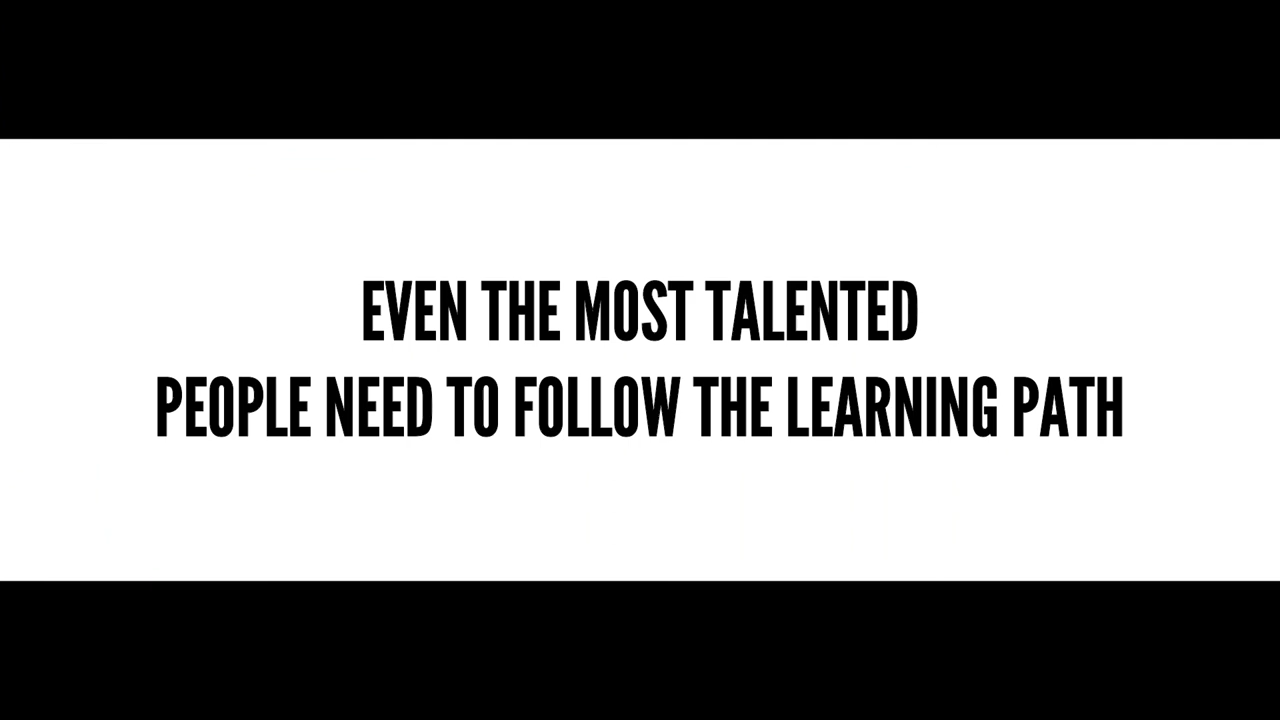 EVEN THE MOST TALENTED
PEOPLE NEED TO FOLLOW THE LEARNING PATH